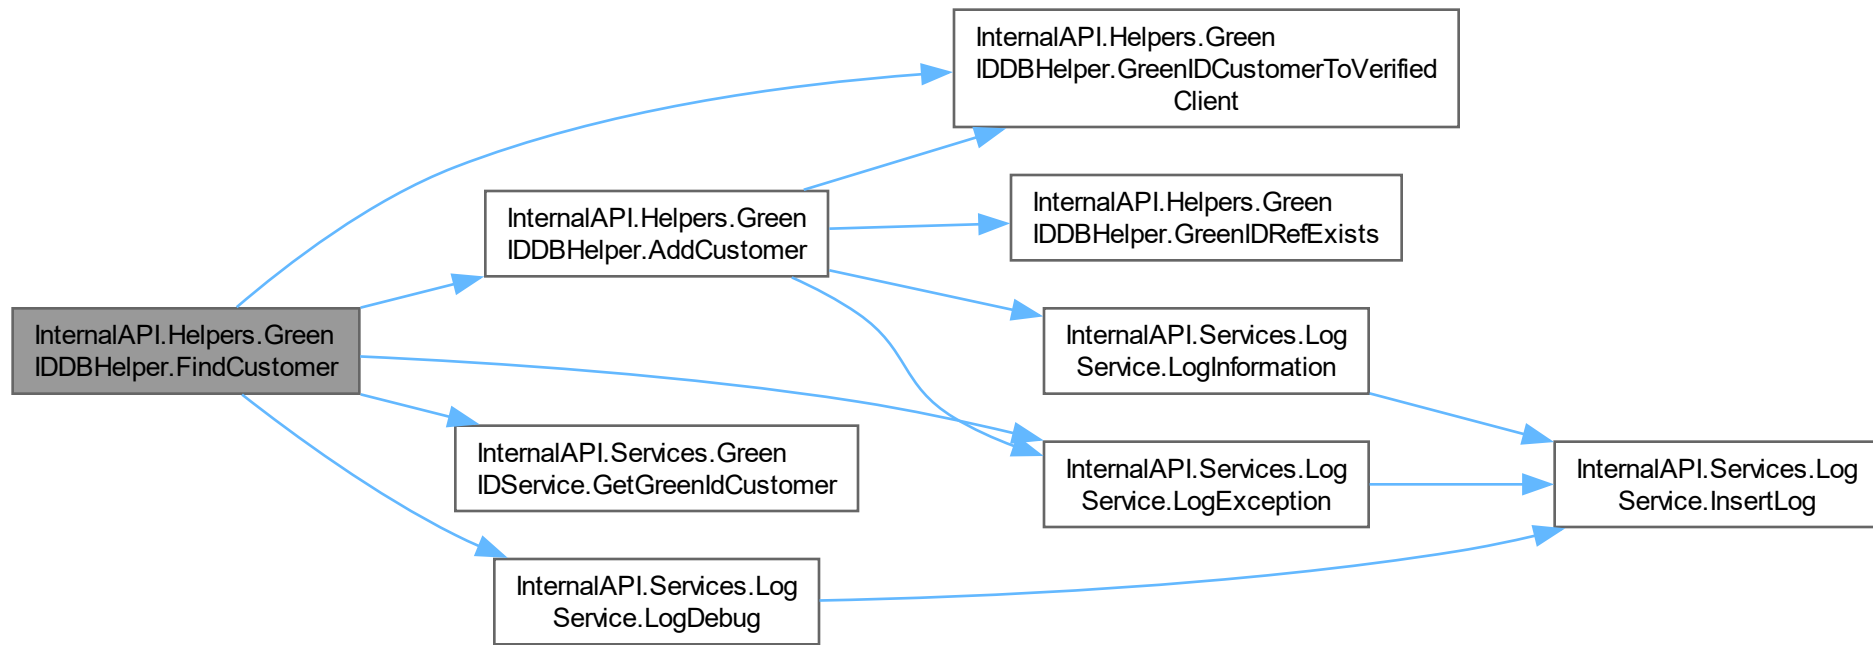 InternalAPI.Helpers.Green
IDDBHelper.GreenIDCustomerToVerified
Client
InternalAPI.Helpers.Green
IDDBHelper.AddCustomer
InternalAPI.Helpers.Green
IDDBHelper.GreenIDRefExists
InternalAPI.Helpers.Green
IDDBHelper.FindCustomer
InternalAPI.Services.Log
Service.LogInformation
InternalAPI.Services.Green
IDService.GetGreenIdCustomer
InternalAPI.Services.Log
Service.LogException
InternalAPI.Services.Log
Service.InsertLog
InternalAPI.Services.Log
Service.LogDebug